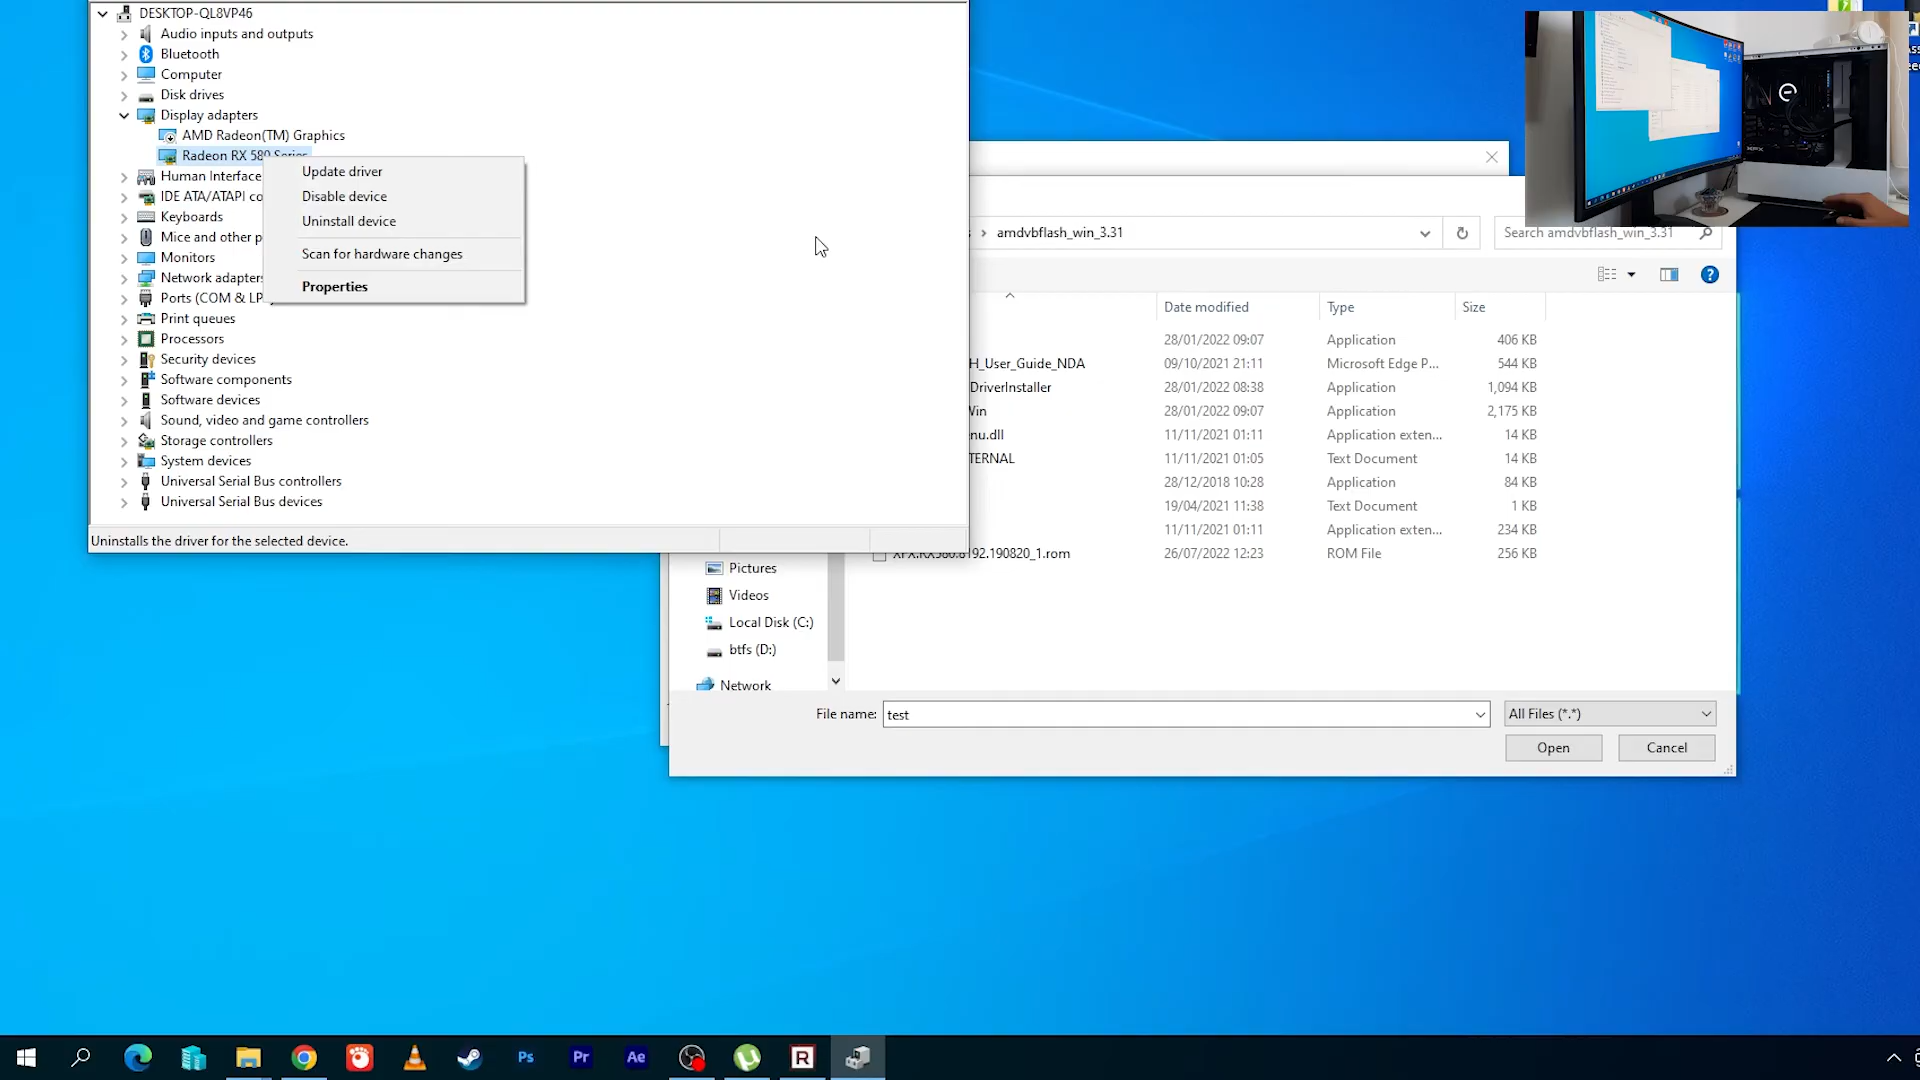 DESKTOP-QL8VP46
Audio inputs and outputs
Bluetooth
Computer
Disk drives
Display adapters
AMD Radeon(TM) Graphics
Radeon RX 580 Series
Human Interface
IDE ATA/ATAPI co
Keyboards
Mice and other p
Monitors
Network adapters
Ports (COM & LP
Print queues
Processors
Security devices
Software components
Software devices
Sound, video and game controllers
Storage controllers
System devices
Universal Serial Bus controllers
Universal Serial Bus devices
Uninstalls the driver for the selected device.
Update driver
Disable device
Uninstall device
Scan for hardware changes
Properties
amdvbflash_win_3.31
Search amdvbflash_win_3.31
Date modified Type Size
28/01/2022 09:07 Application 406 KB
H_User_Guide_NDA 09/10/2021 21:11 Microsoft Edge P... 544 KB
DriverInstaller 28/01/2022 08:38 Application 1,094 KB
Win 28/01/2022 09:07 Application 2,175 KB
nu.dll 11/11/2021 01:11 Application exten... 14 KB
TERNAL 11/11/2021 01:05 Text Document 14 KB
28/12/2018 10:28 Application 84 KB
19/04/2021 11:38 Text Document 1 KB
11/11/2021 01:11 Application exten... 234 KB
XFX.RX580.8192.190820_1.rom 26/07/2022 12:23 ROM File 256 KB
Pictures
Videos
Local Disk (C:)
btfs (D:)
Network
File name: test All Files (*.*)
Open Cancel
Ps Pr Ae R